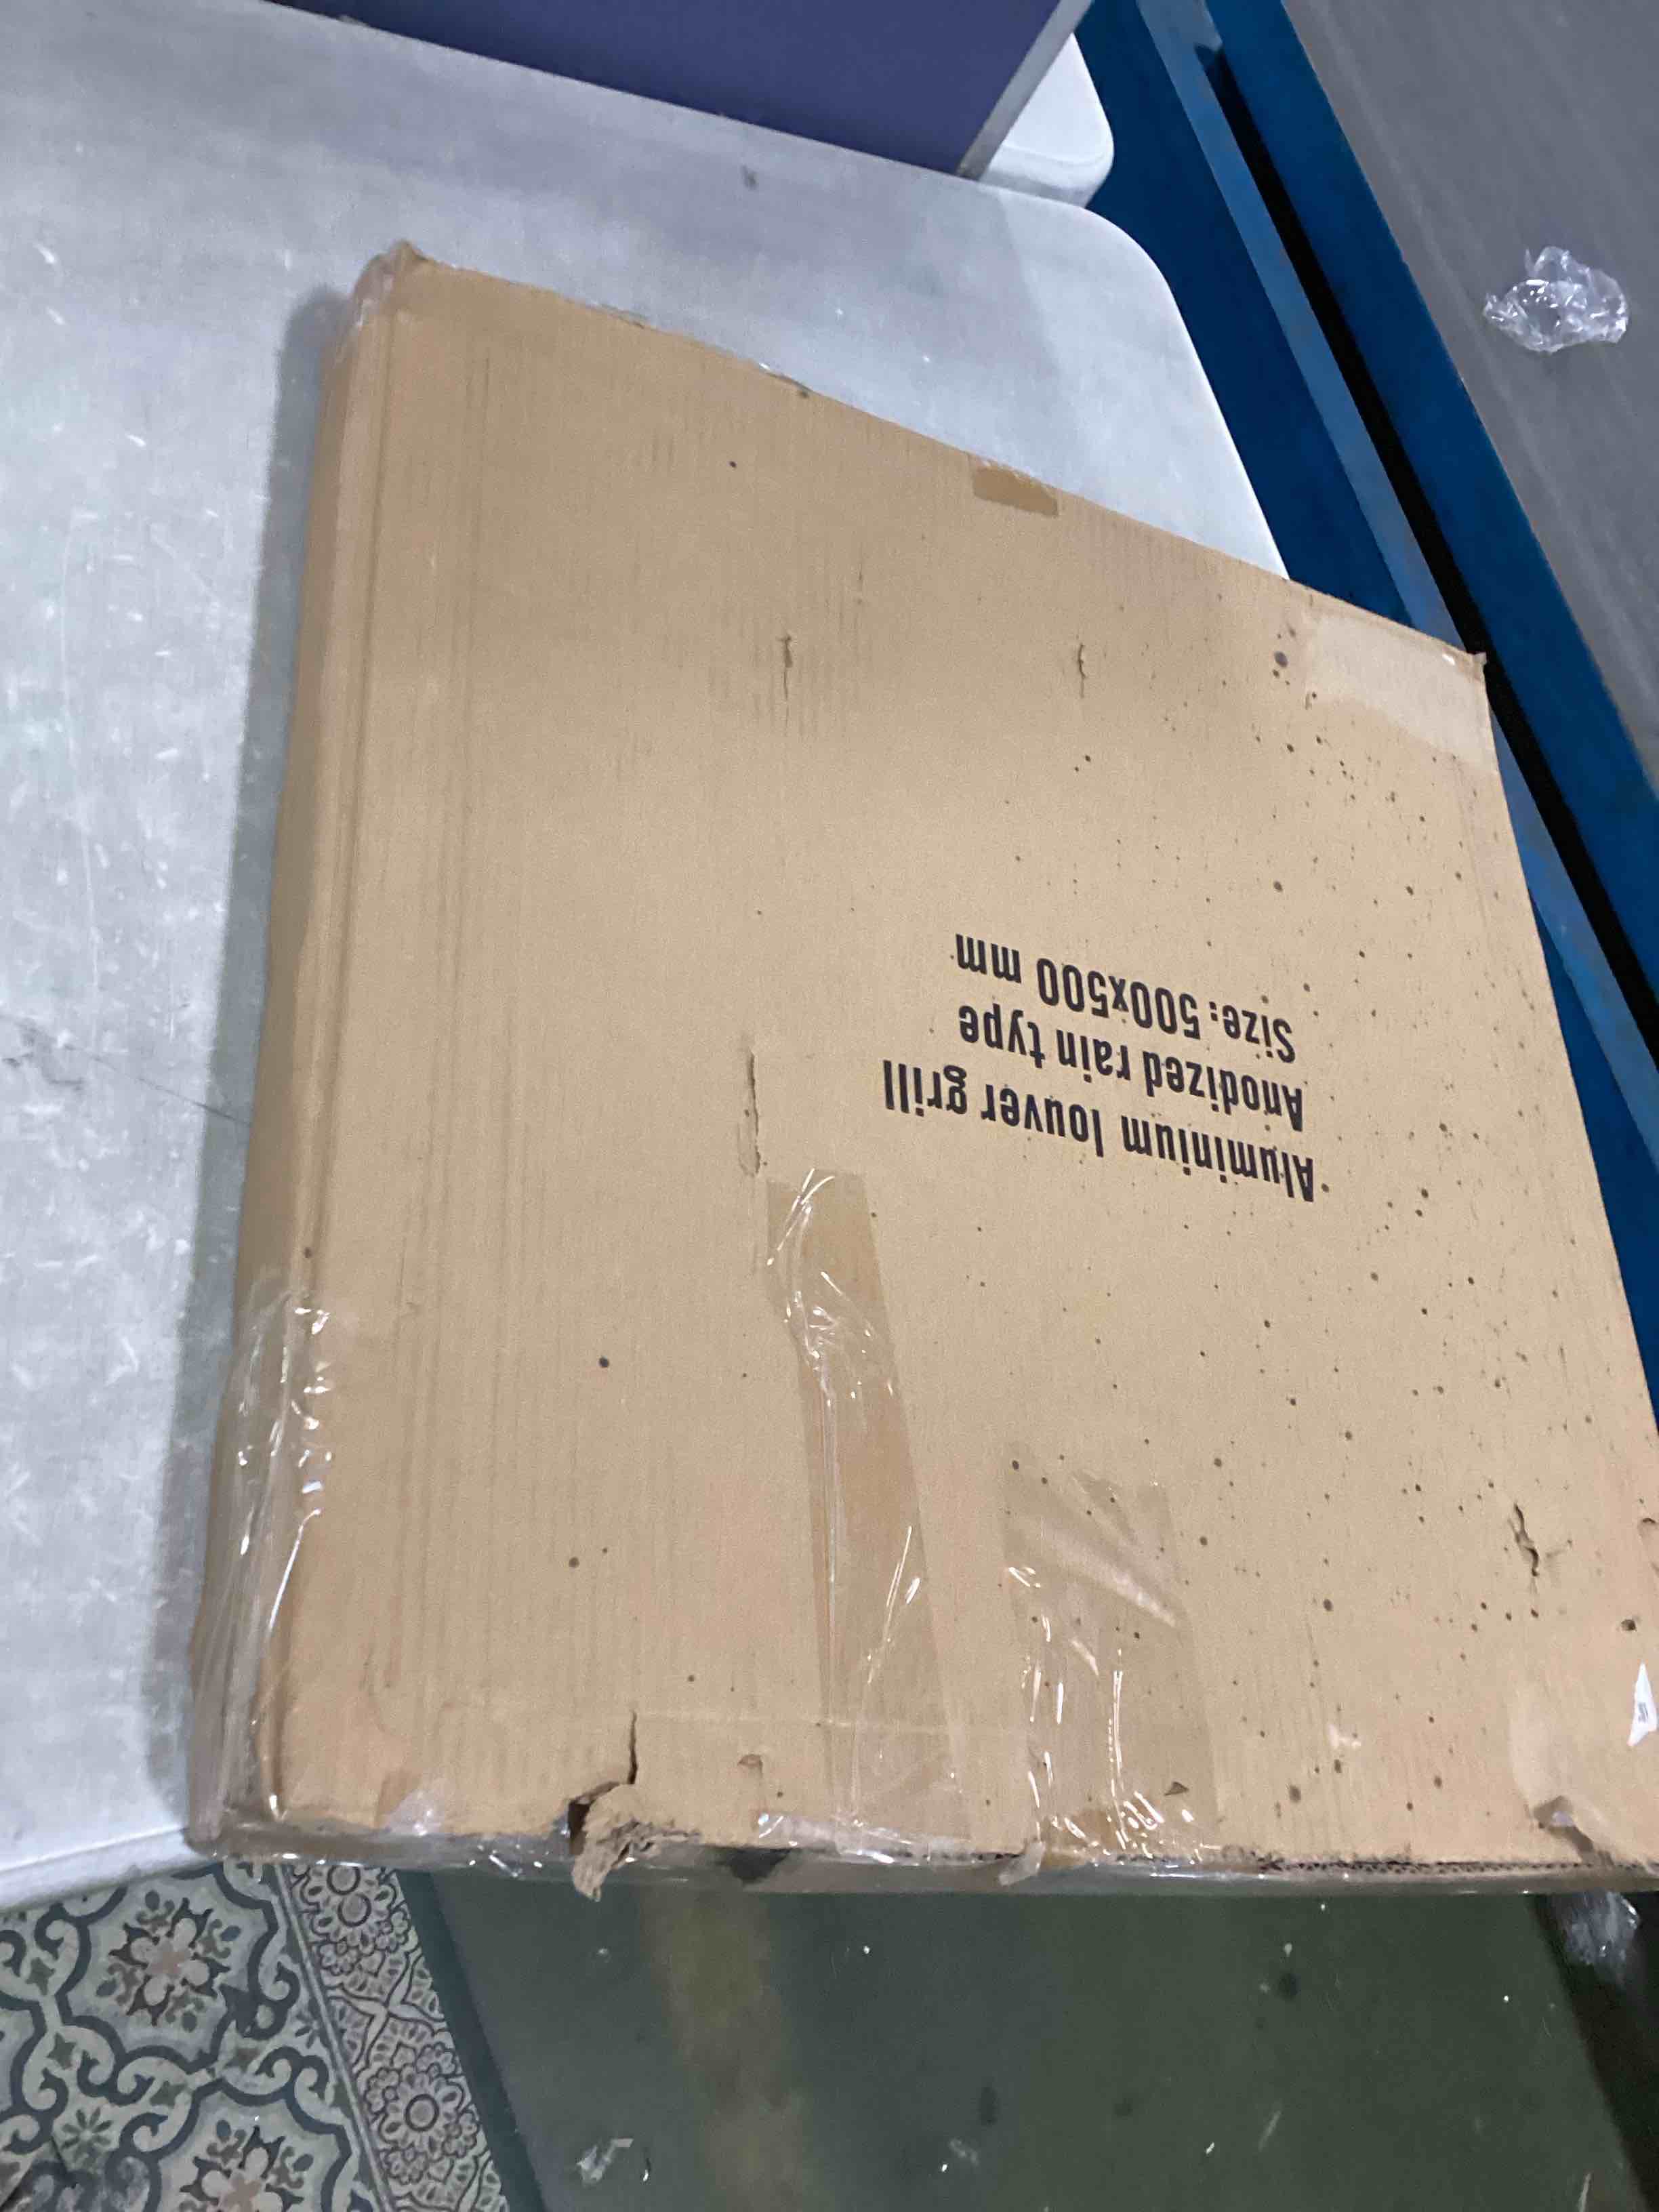 Aluminium louver grill
Anodized rain type
Size: 500x500 mm